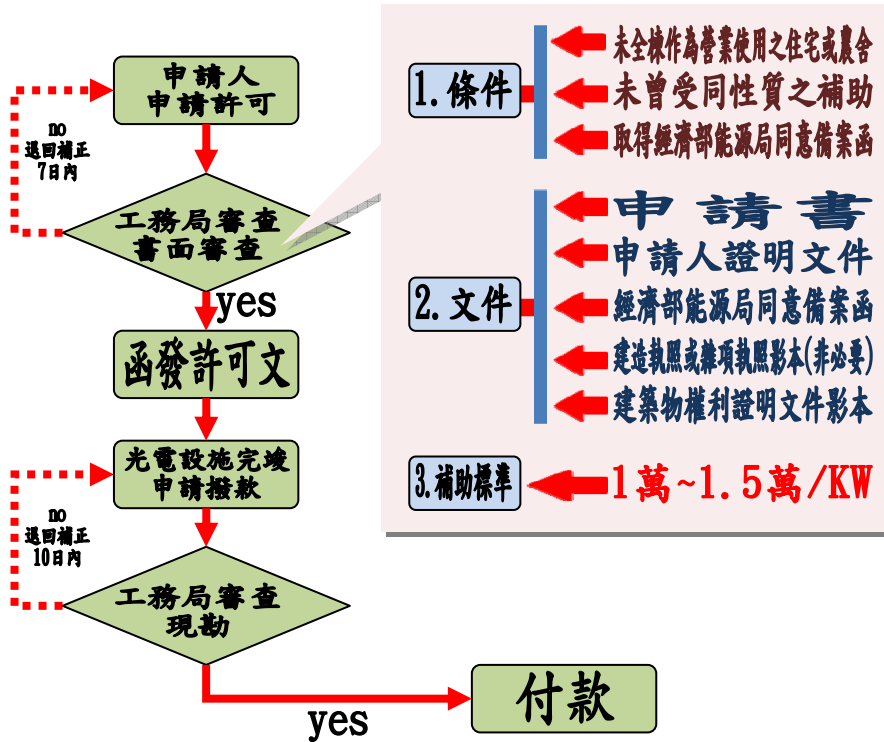 申請人
申請許可
no
退回補正
7日內
工務局審查
書面審查
yes
函發許可文
光電設施完竣
申請撥款
no
退回補正
10日內
工務局審查
現勘
yes
付款
1.條件
未全棟作為營業使用之住宅或農舍
未曾受同性質之補助
取得經濟部能源局同意備案函
2.文件
申請書
申請人證明文件
經濟部能源局同意備案函
建造執照或雜項執照影本(非必要)
建築物權利證明文件影本
3.補助標準
1萬~1.5萬/KW